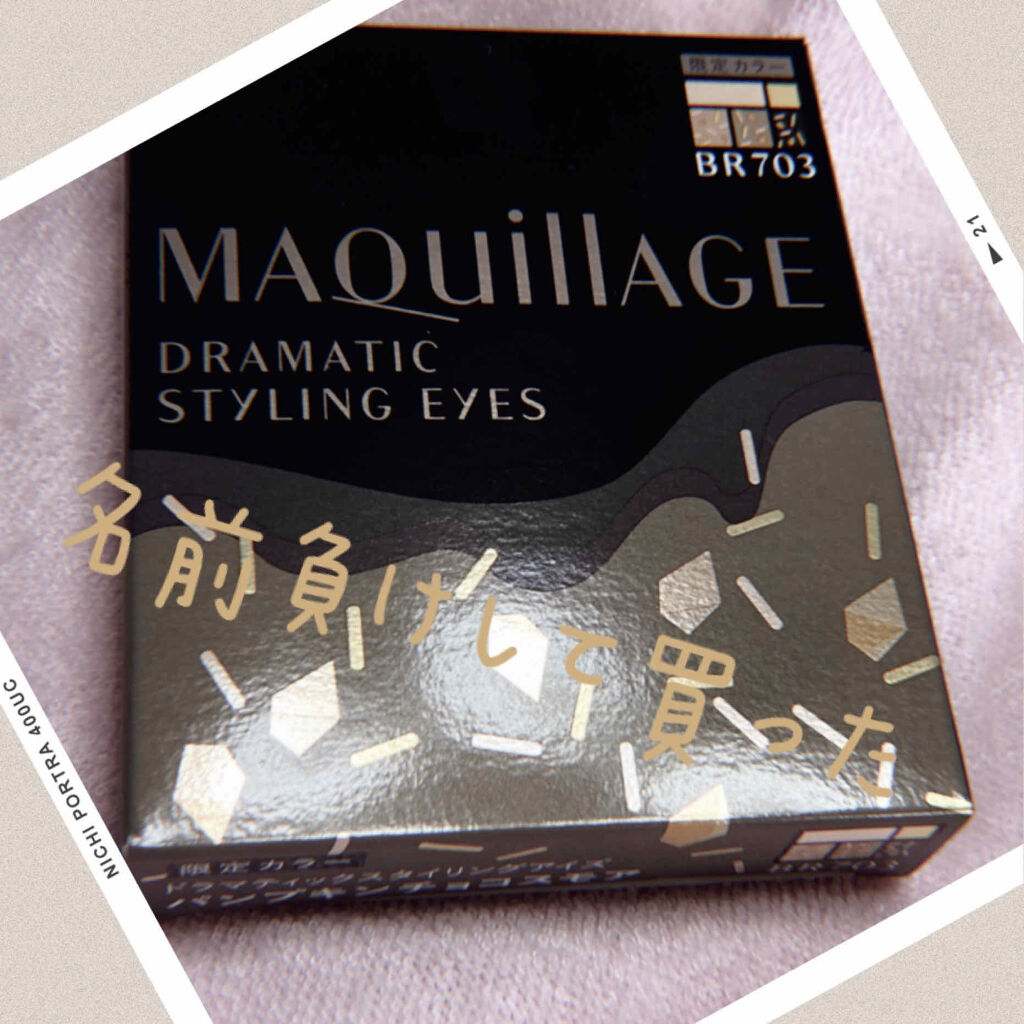 限定カラー
BR703
MAQuillAGE
DRAMATIC
STYLING EYES
名前負けして買った
限定カラー
ドラマティックスタイリングアイズ
パンプキンチョコスモア
BR703
NICHI PORTRA 400UC
21